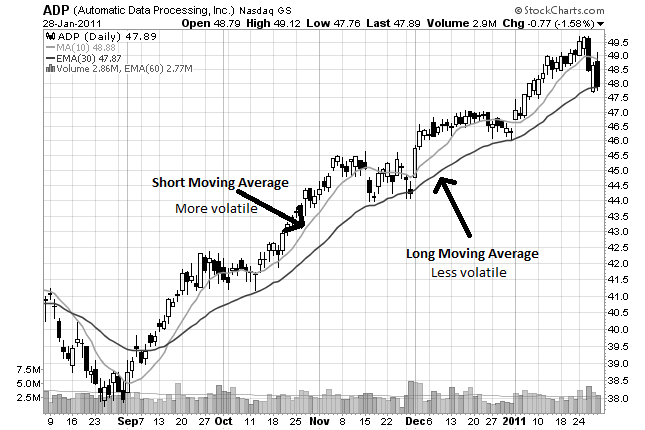 ADP (Automatic Data Processing, Inc.) Nasdaq GS © StockCharts.com
28-Jan-2011 Open 48.79 High 49.12 Low 47.76 Last 47.89 Volume 2.9M Chg -0.77 (-1.58%)
ADP (Daily) 47.89
MA(10) 48.88
EMA(30) 47.87
Volume 2.86M, EMA(60) 2.77M
49.5
49.0
48.5
48.0
47.5
47.0
46.5
46.0
45.5
45.0
44.5
44.0
43.5
43.0
42.5
42.0
41.5
41.0
40.5
40.0
39.5
39.0
38.5
38.0
Short Moving Average
More volatile
Long Moving Average
Less volatile
7.5M
5.0M
2.5M
9 16 23 Sep 7 13 20 27 Oct 11 18 25 Nov 8 15 22 Dec 6 13 20 27 2011 10 18 24